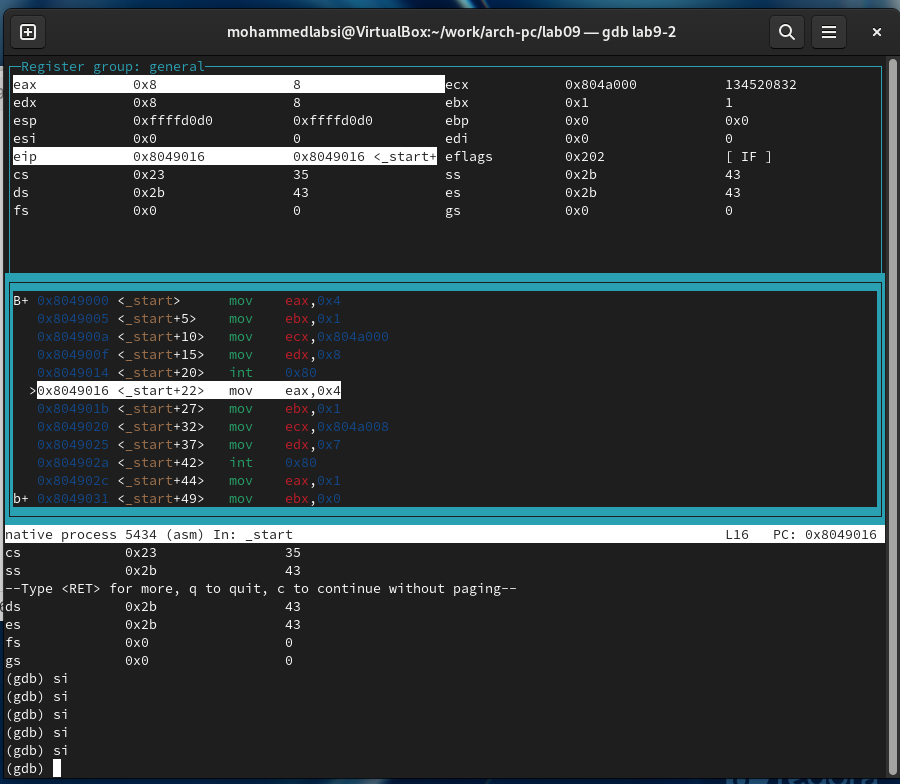 mohammedlabsi@VirtualBox:~/work/arch-pc/lab09 — gdb lab9-2
Register group: general
eax 0x8 8 ecx 0x804a000 134520832
edx 0x8 8 ebx 0x1 1
esp 0xffffd0d0 0xffffd0d0 ebp 0x0 0x0
esi 0x0 0 edi 0x0 0
eip 0x8049016 0x8049016 <_start+ eflags 0x202 [ IF ]
cs 0x23 35 ss 0x2b 43
ds 0x2b 43 es 0x2b 43
fs 0x0 0 gs 0x0 0
B+ 0x8049000 <_start> mov eax,0x4
0x8049005 <_start+5> mov ebx,0x1
0x804900a <_start+10> mov ecx,0x804a000
0x804900f <_start+15> mov edx,0x8
0x8049014 <_start+20> int 0x80
>0x8049016 <_start+22> mov eax,0x4
0x804901b <_start+27> mov ebx,0x1
0x8049020 <_start+32> mov ecx,0x804a008
0x8049025 <_start+37> mov edx,0x7
0x804902a <_start+42> int 0x80
0x804902c <_start+44> mov eax,0x1
b+ 0x8049031 <_start+49> mov ebx,0x0
native process 5434 (asm) In: _start L16 PC: 0x8049016
cs 0x23 35
ss 0x2b 43
--Type <RET> for more, q to quit, c to continue without paging--
ds 0x2b 43
es 0x2b 43
fs 0x0 0
gs 0x0 0
(gdb) si
(gdb) si
(gdb) si
(gdb) si
(gdb) si
(gdb)